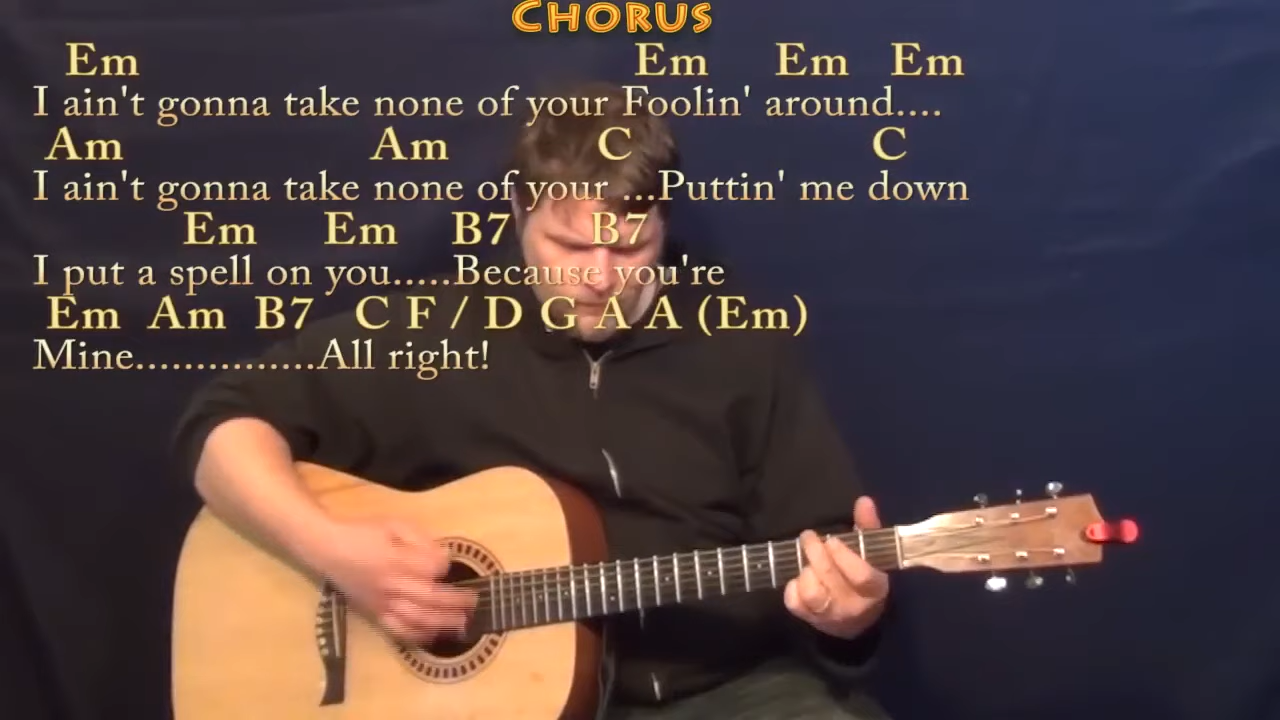 CHORUS
Em Em Em Em
I ain't gonna take none of your Foolin' around....
Am Am C C
I ain't gonna take none of your ...Puttin' me down
Em Em B7 B7
I put a spell on you.....Because you're
Em Am B7 C F / D G A A (Em)
Mine...............All right!